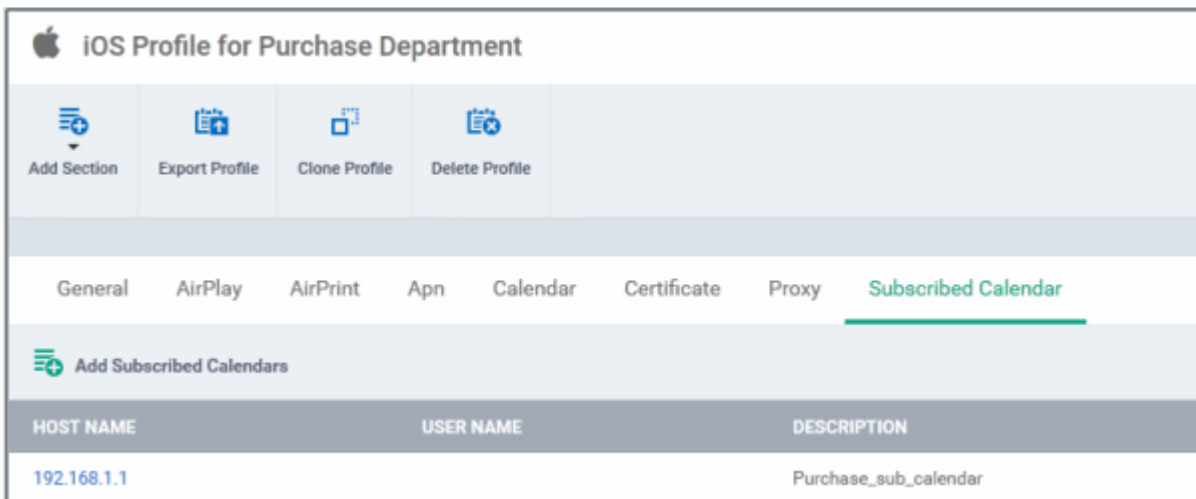 iOS Profile for Purchase Department
Add Section Export Profile Clone Profile Delete Profile
General AirPlay AirPrint Apn Calendar Certificate Proxy Subscribed Calendar
Add Subscribed Calendars
HOST NAME USER NAME DESCRIPTION
192.168.1.1 Purchase_sub_calendar